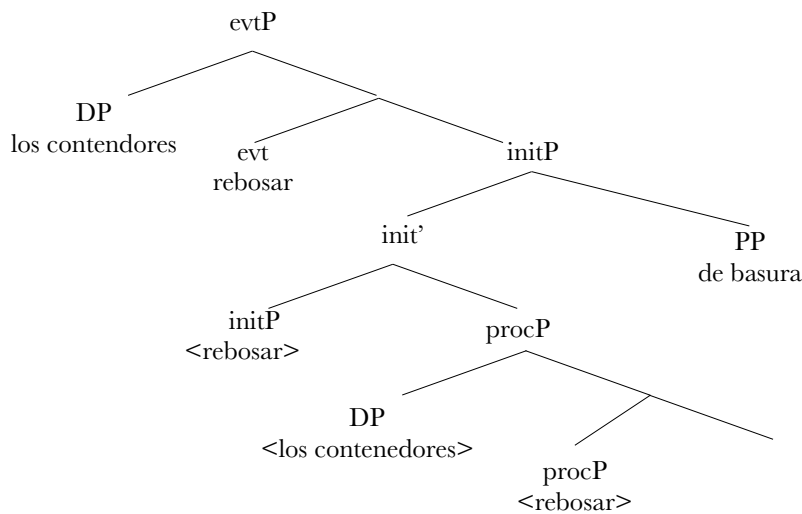 evtP
DP
los contendores
evt
rebosar
initP
init’
PP
de basura
initP
<rebosar>
procP
DP
<los contenedores>
procP
<rebosar>